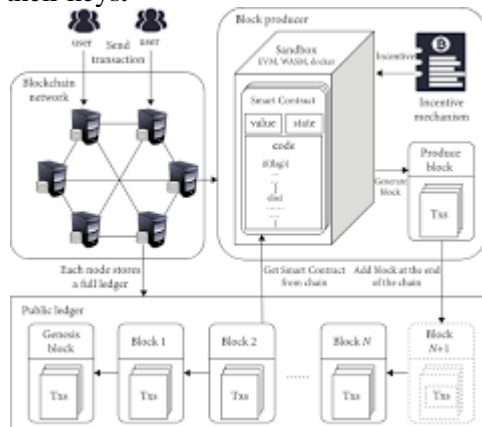 their keys.
user
user
Send
transaction
Blockchain
network
Block producer
Sandbox
EVM, WASM, docker
Smart Contract
value
state
code
if(flag)
...
}
else{
......
...
}
Incentive
Incentive
mechanism
Produce
block
Txs
Generate
block
Each node stores
a full ledger
Get Smart Contract
from chain
Add block at the end
of the chain
Public ledger
Genesis
block
Txs
Block 1
Txs
Block 2
Txs
......
Block N
Txs
Block
N+1
Txs